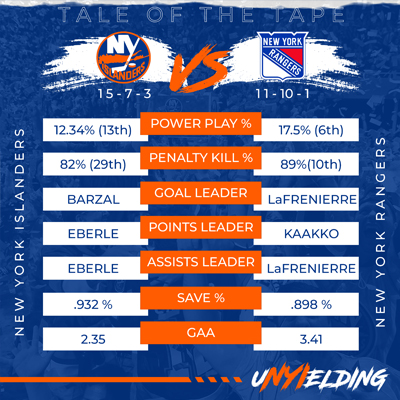 TALE OF THE TAPE
NY
ISLANDERS
VS
NEW YORK
RANGERS
15-7-3
11-10-1
NEW YORK ISLANDERS
NEW YORK RANGERS
12.34% (13th) POWER PLAY % 17.5% (6th)
82% (29th) PENALTY KILL % 89%(10th)
BARZAL GOAL LEADER LaFRENIERRE
EBERLE POINTS LEADER KAAKKO
EBERLE ASSISTS LEADER LaFRENIERRE
.932 % SAVE % .898 %
2.35 GAA 3.41
UNYIELDING